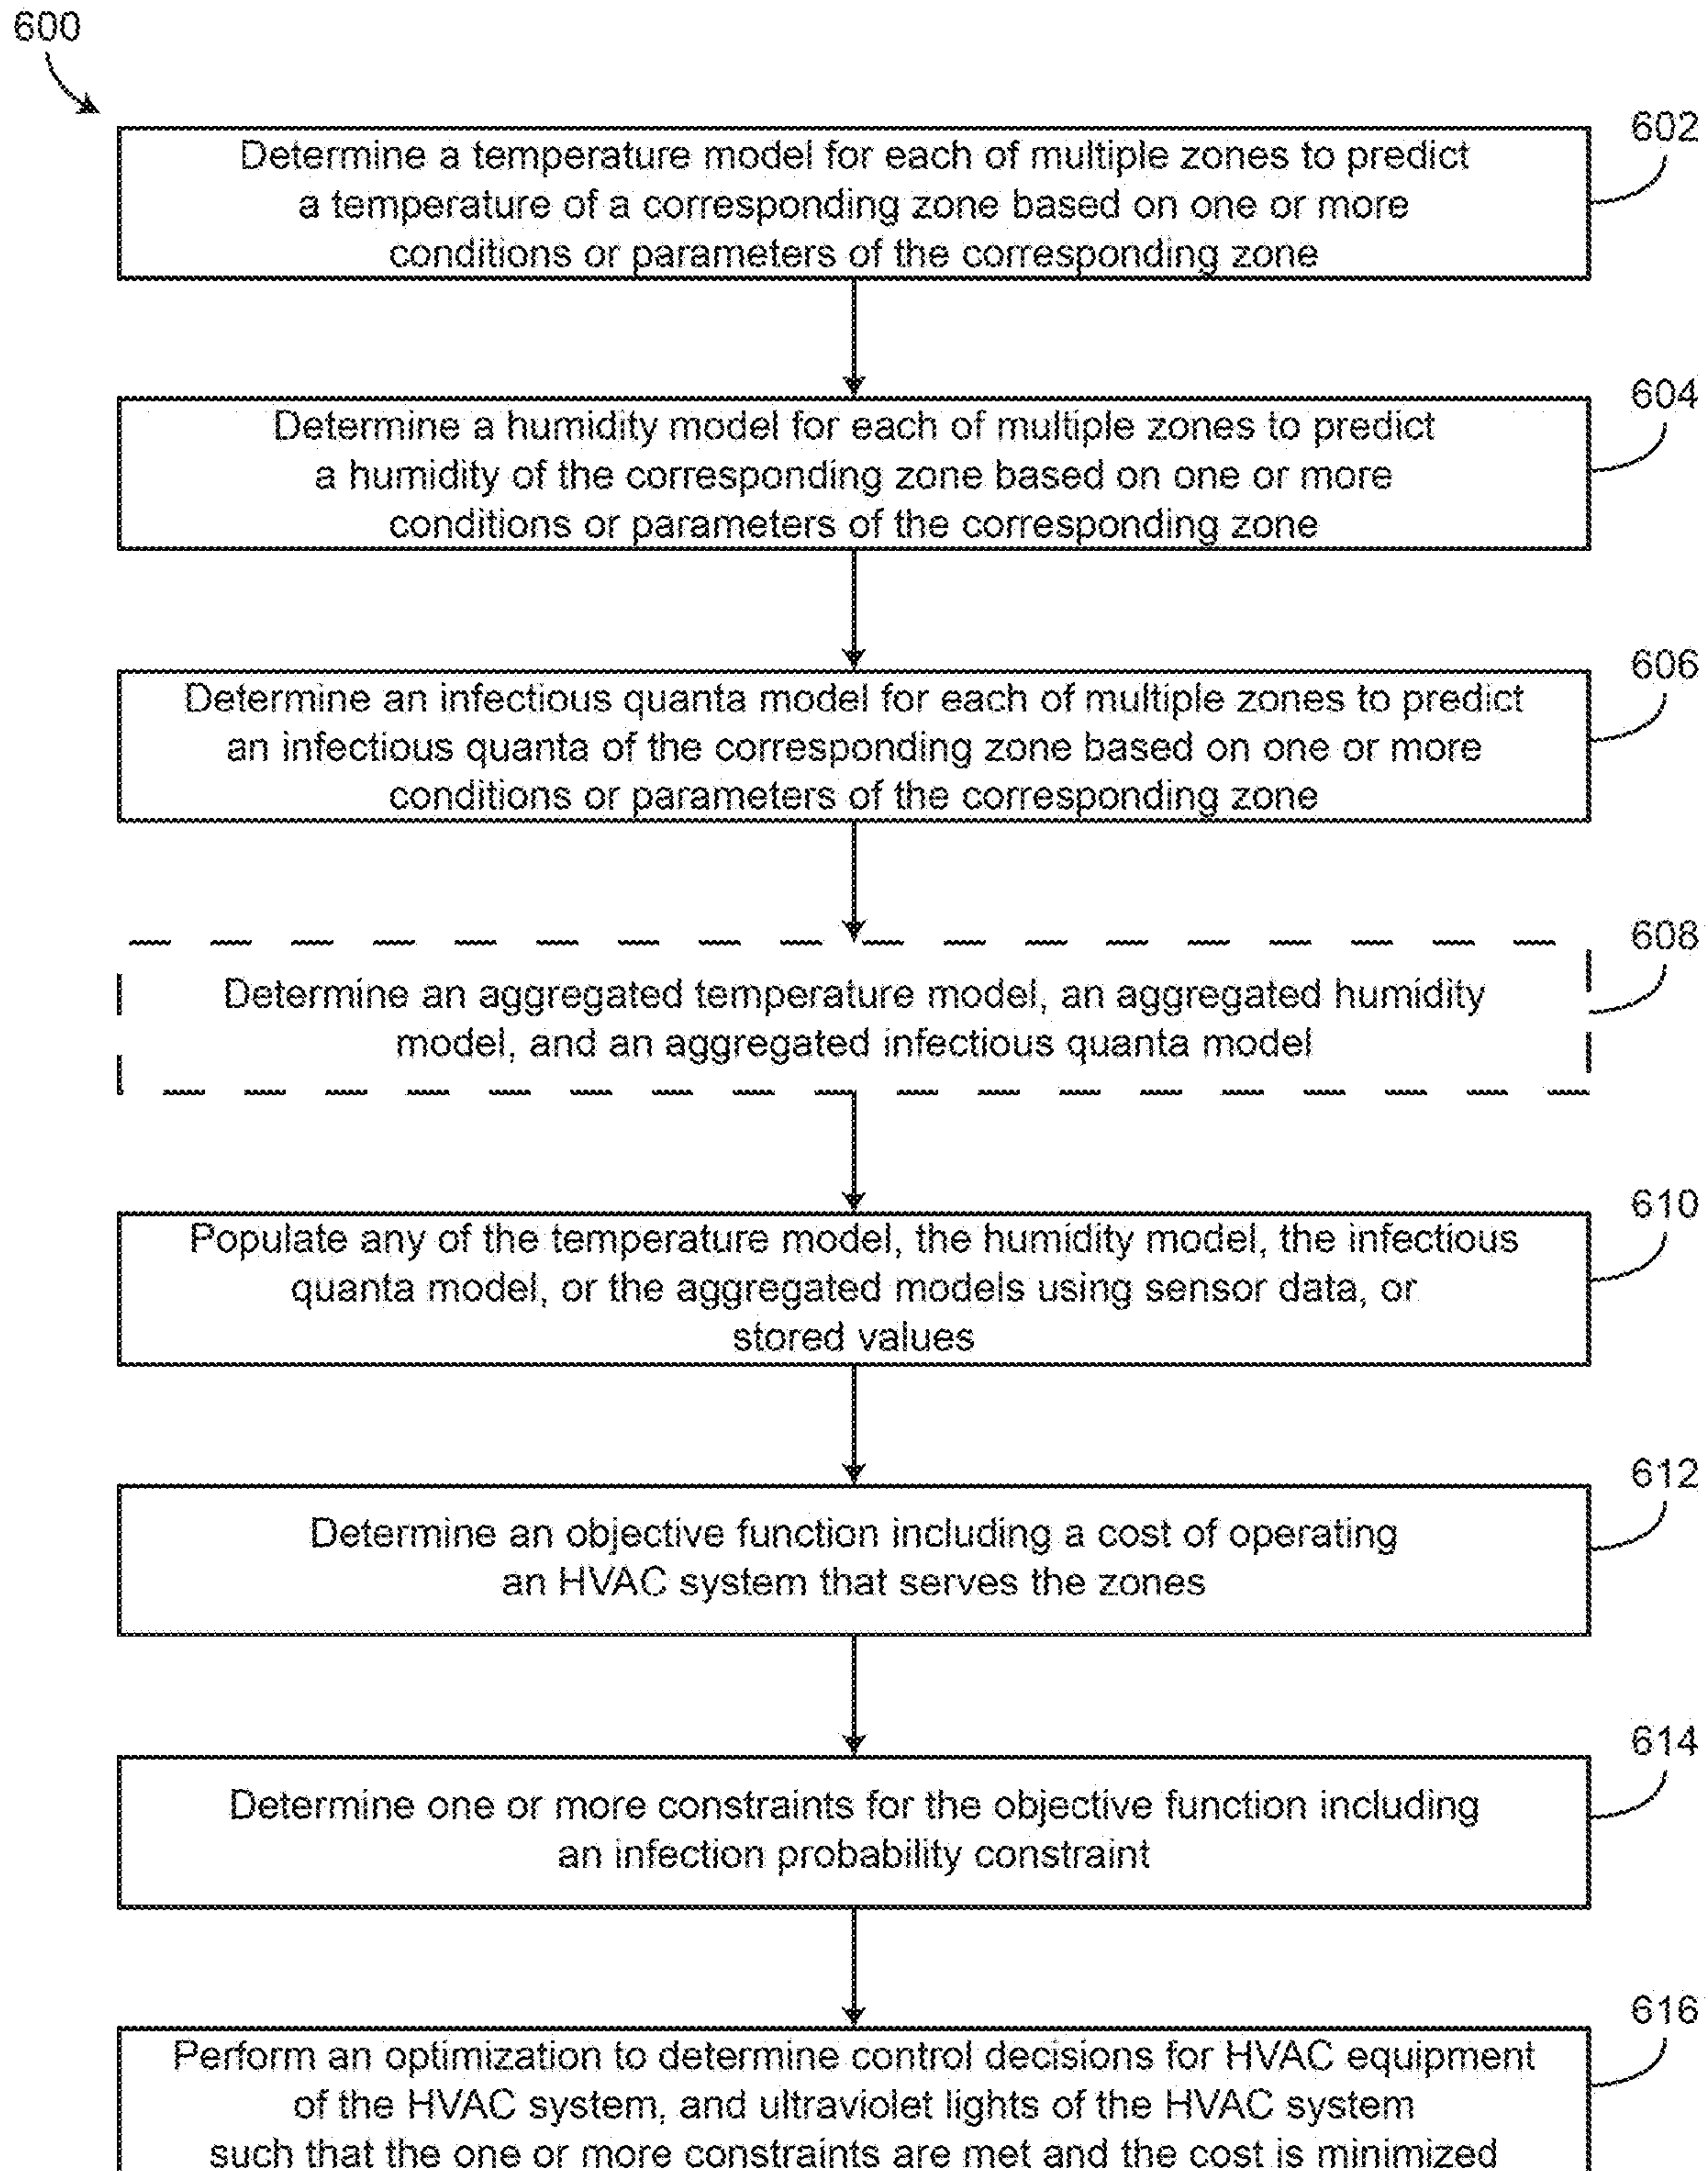 600
602
Determine a temperature model for each of multiple zones to predict
a temperature of a corresponding zone based on one or more
conditions or parameters of the corresponding zone
604
Determine a humidity model for each of multiple zones to predict
a humidity of the corresponding zone based on one or more
conditions or parameters of the corresponding zone
606
Determine an infectious quanta model for each of multiple zones to predict
an infectious quanta of the corresponding zone based on one or more
conditions or parameters of the corresponding zone
608
Determine an aggregated temperature model, an aggregated humidity
model, and an aggregated infectious quanta model
610
Populate any of the temperature model, the humidity model, the infectious
quanta model, or the aggregated models using sensor data, or
stored values
612
Determine an objective function including a cost of operating
an HVAC system that serves the zones
614
Determine one or more constraints for the objective function including
an infection probability constraint
616
Perform an optimization to determine control decisions for HVAC equipment
of the HVAC system, and ultraviolet lights of the HVAC system
such that the one or more constraints are met and the cost is minimized